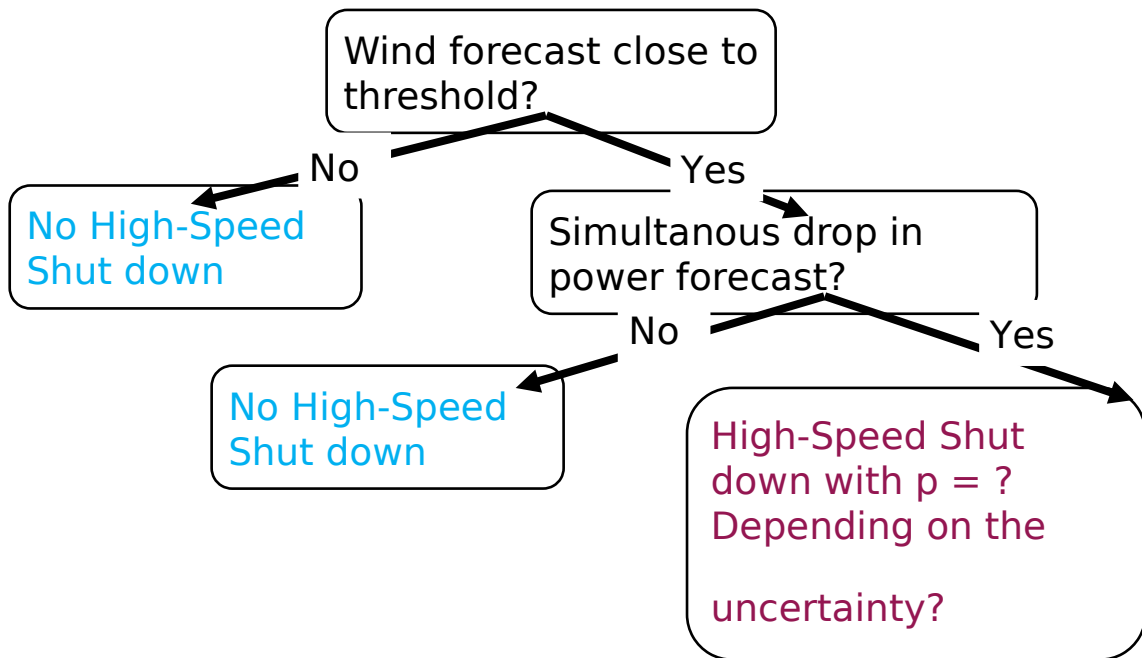 Wind forecast close to
threshold?
No
Yes
No High-Speed
Shut down
Simultanous drop in
power forecast?
No
Yes
No High-Speed
Shut down
High-Speed Shut
down with p = ?
Depending on the
uncertainty?